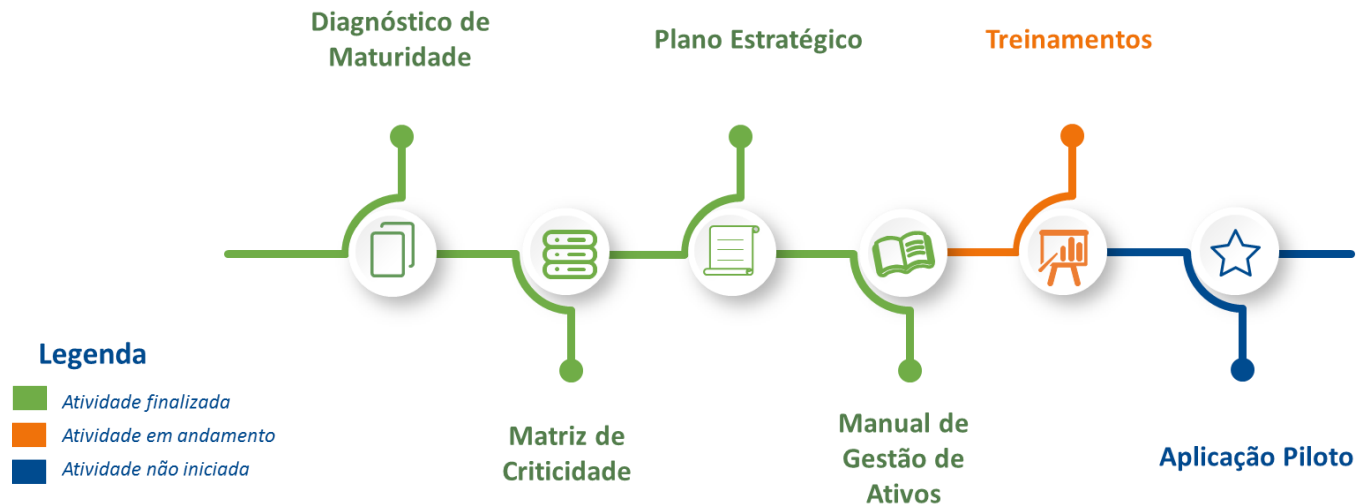 Diagnóstico de
Maturidade
Plano Estratégico
Treinamentos
Legenda
Atividade finalizada
Atividade em andamento
Atividade não iniciada
Matriz de
Criticidade
Manual de
Gestão de
Ativos
Aplicação Piloto